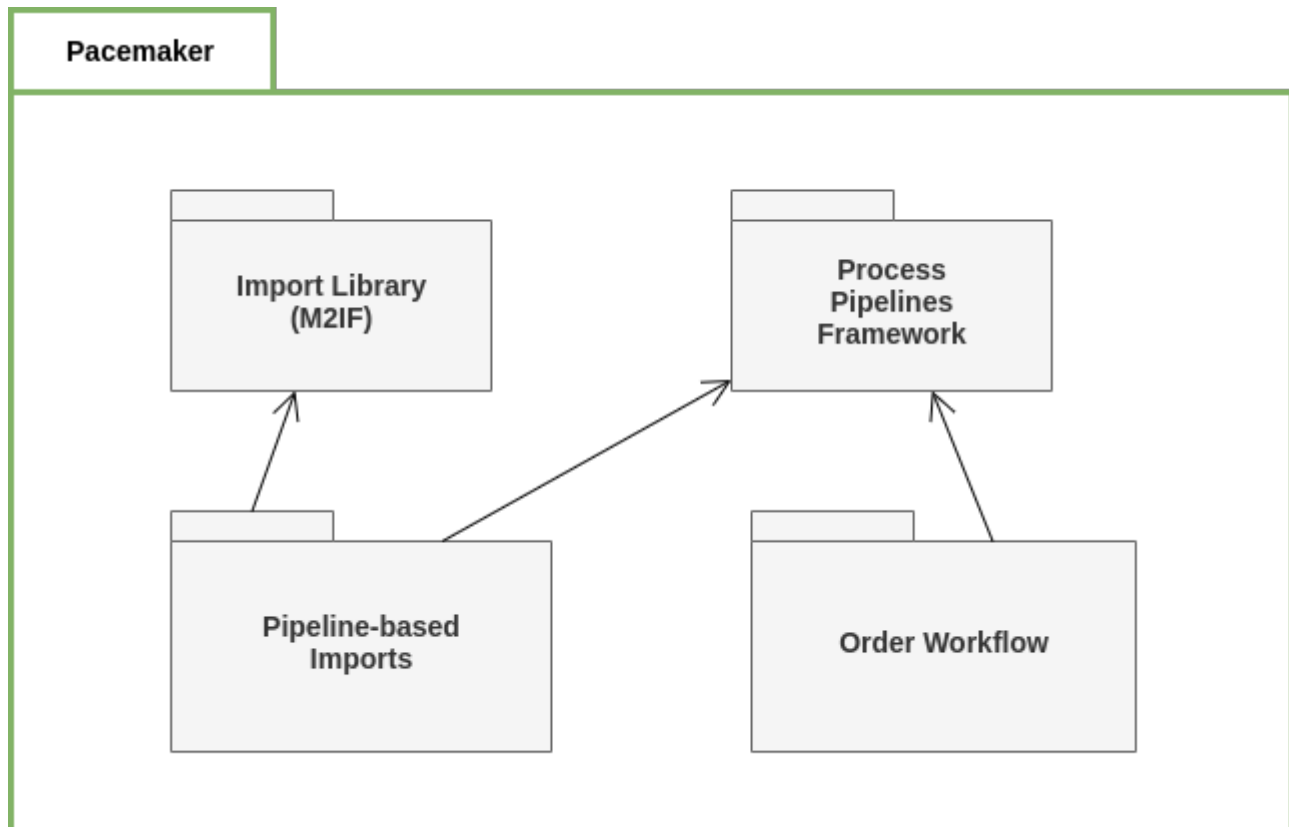 Pacemaker
Import Library
(M2IF)
Process
Pipelines
Framework
Pipeline-based
Imports
Order Workflow